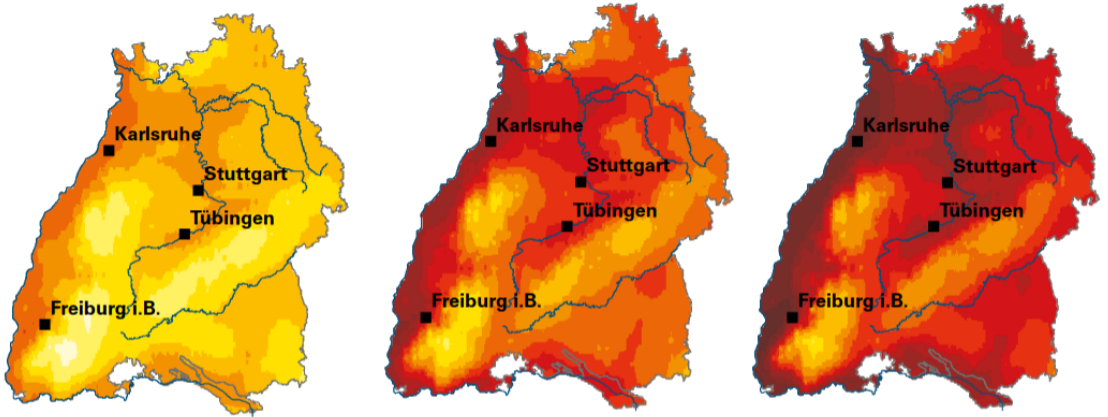 Karlsruhe
Stuttgart
Tübingen
Freiburg i.B.
Karlsruhe
Stuttgart
Tübingen
Freiburg i.B.
Karlsruhe
Stuttgart
Tübingen
Freiburg i.B.